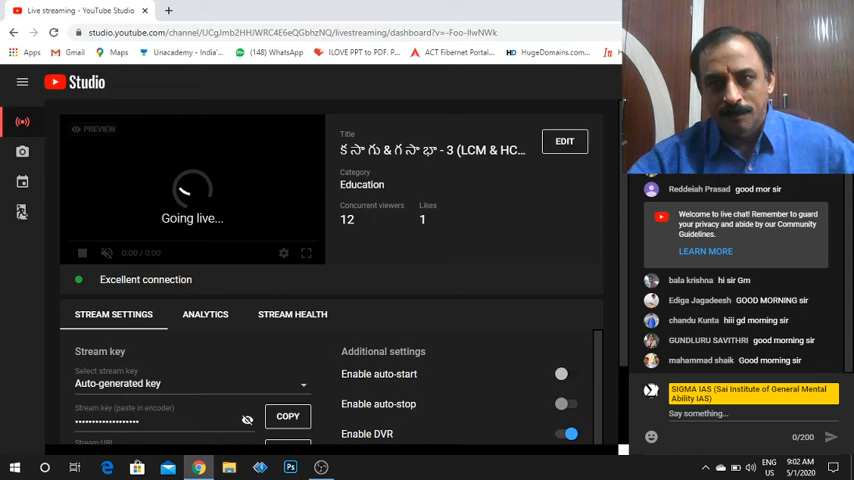 Live streaming - YouTube Studio
studio.youtube.com/channel/UCgJmb2HHJWRC4E6eQGbhzNQ/livestreaming/dashboard?v=-Foo-IIwNWk
Apps
Gmail
Maps
Unacademy - India'...
(148) WhatsApp
ILOVE PPT to PDF. P...
ACT Fibernet Portal...
HugeDomains.com...
In
Studio
PREVIEW
Going live...
0:00 / 0:00
Title
క సా గు & గ సా భా - 3 (LCM & HC...
EDIT
Category
Education
Concurrent viewers
Likes
12
1
Excellent connection
STREAM SETTINGS
ANALYTICS
STREAM HEALTH
Stream key
Select stream key
Auto-generated key
Stream key (paste in encoder)
COPY
Stream URL
Additional settings
Enable auto-start
Enable auto-stop
Enable DVR
Reddeiah Prasad good mor sir
Welcome to live chat! Remember to guard
your privacy and abide by our Community
Guidelines.
LEARN MORE
bala krishna hi sir Gm
Ediga Jagadeesh GOOD MORNING sir
chandu Kunta hiii gd morning sir
GUNDLURU SAVITHRI good morning sir
mahammad shaik Good morning sir
SIGMA IAS (Sai Institute of General Mental
Ability IAS)
Say something...
0/200
ENG
US
9:02 AM
5/1/2020